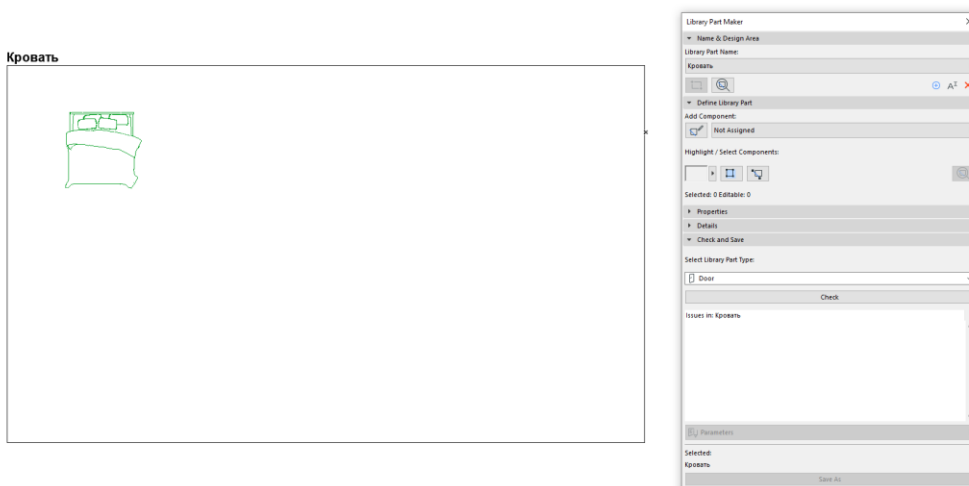 Кровать
Library Part Maker
Name & Design Area
Library Part Name:
Кровать
Define Library Part
Add Component:
Not Assigned
Highlight / Select Components:
Selected: 0 Editable: 0
Properties
Details
Check and Save
Select Library Part Type:
Door
Check
Issues in: Кровать
Parameters
Selected:
Кровать
Save As